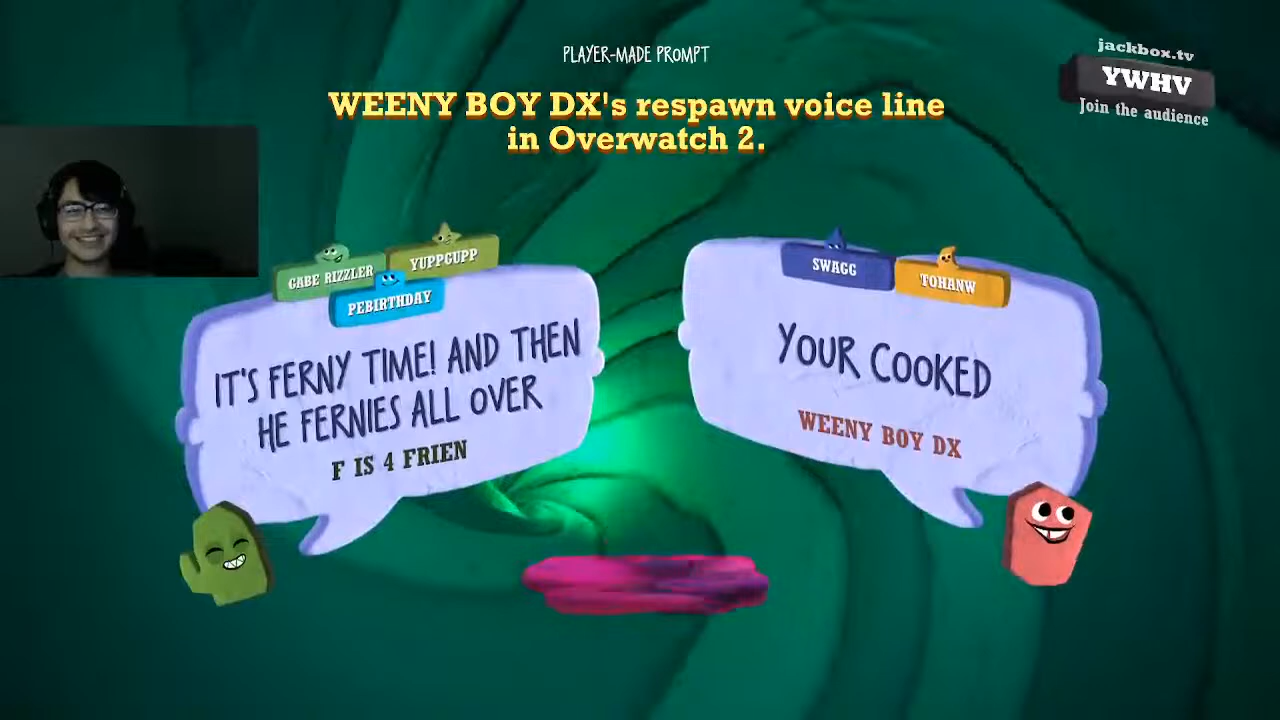 PLAYER-MADE PROMPT
jackbox.tv
YWHV
Join the audience
WEENY BOY DX's respawn voice line
in Overwatch 2.
GABE RIZZLER
YUPPGUPP
PEBIRTHDAY
IT'S FERNY TIME! AND THEN
HE FERNIES ALL OVER
F IS 4 FRIEN
SWAGG
TOHANW
YOUR COOKED
WEENY BOY DX